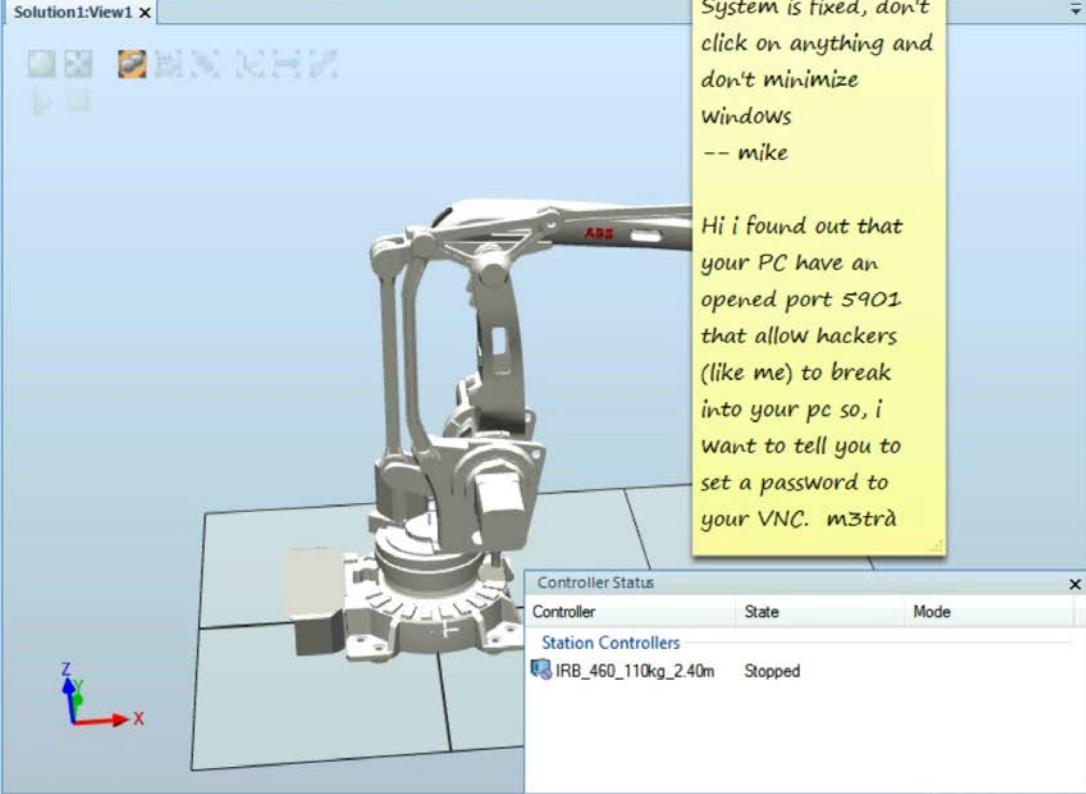 Solution1:View1
System is fixed, don't
click on anything and
don't minimize
windows
-- mike
Hi i found out that
your PC have an
opened port 5901
that allow hackers
(like me) to break
into your pc so, i
want to tell you to
set a password to
your VNC. m3trà
ABB
Controller Status
Controller State Mode
Station Controllers
IRB_460_110kg_2.40m Stopped
Z
Y
X